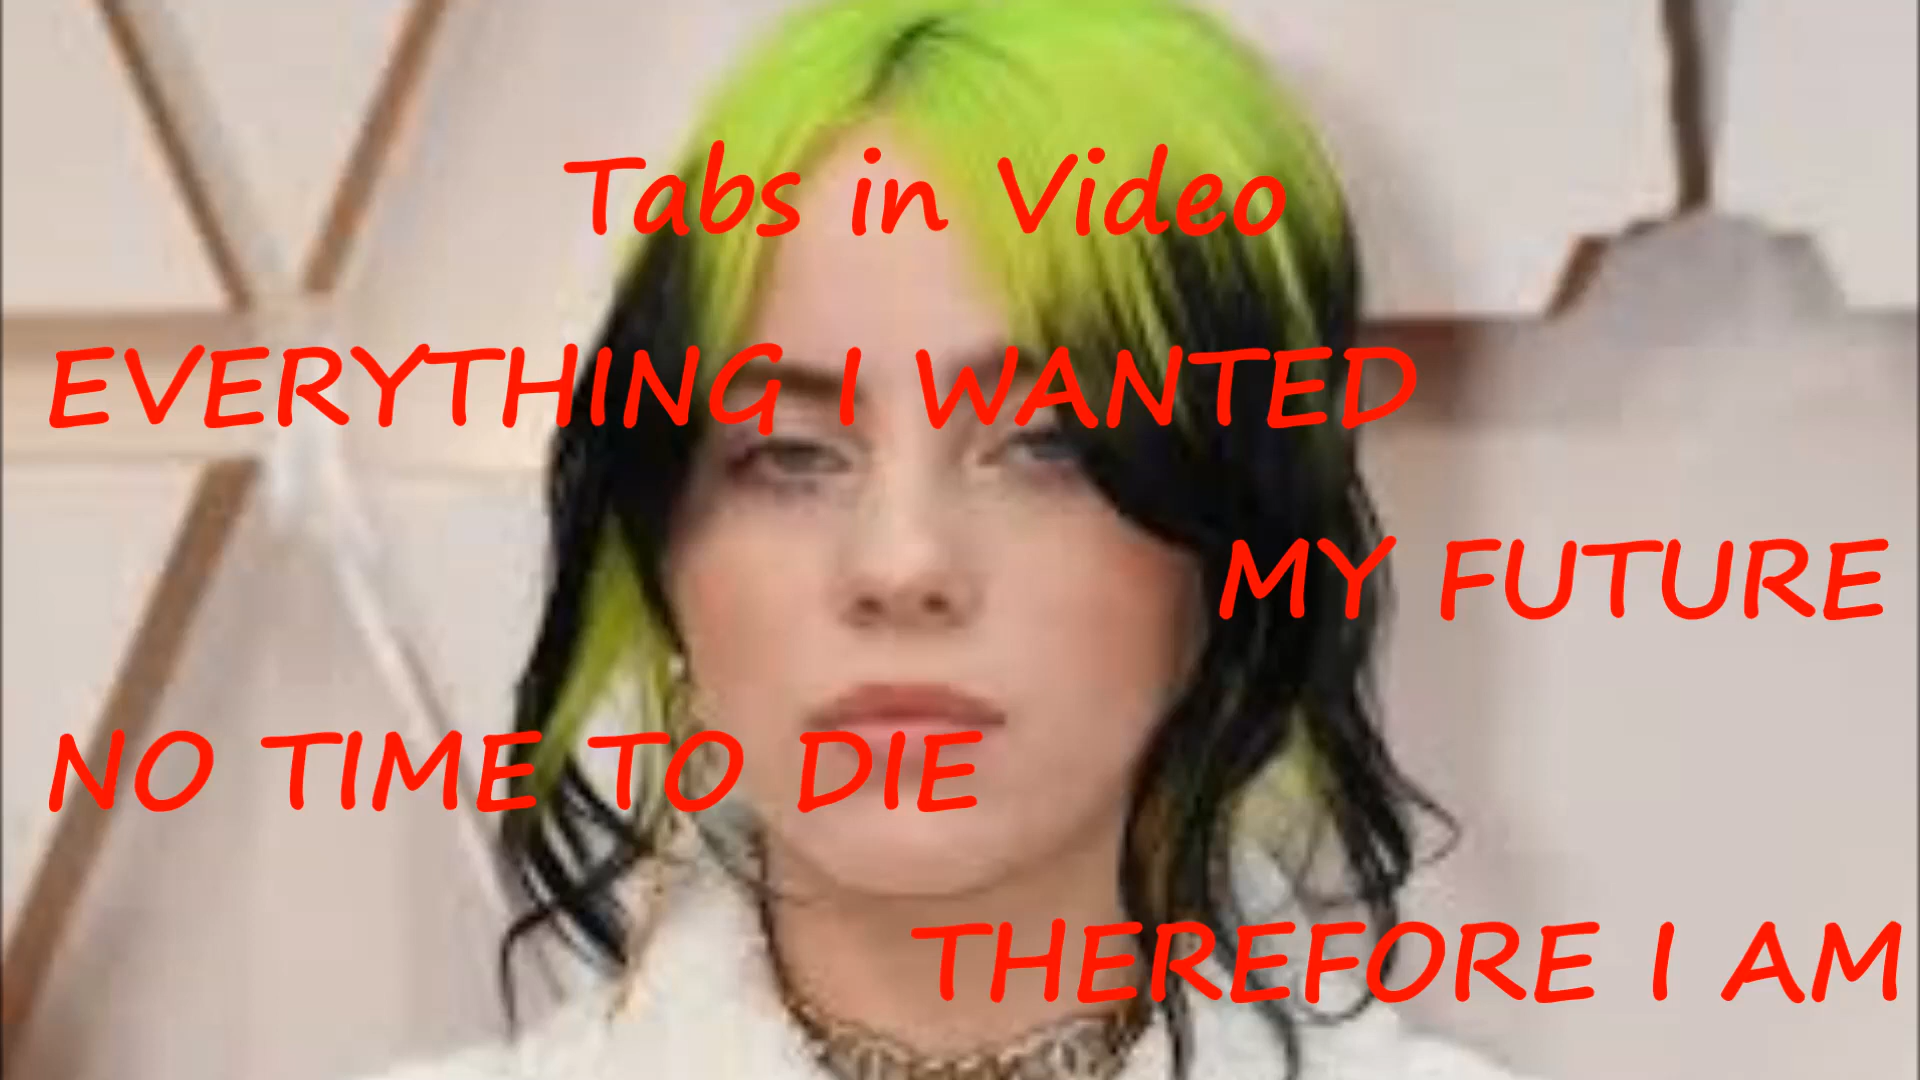 Tabs in Video
EVERYTHING I WANTED
MY FUTURE
NO TIME TO DIE
THEREFORE I AM